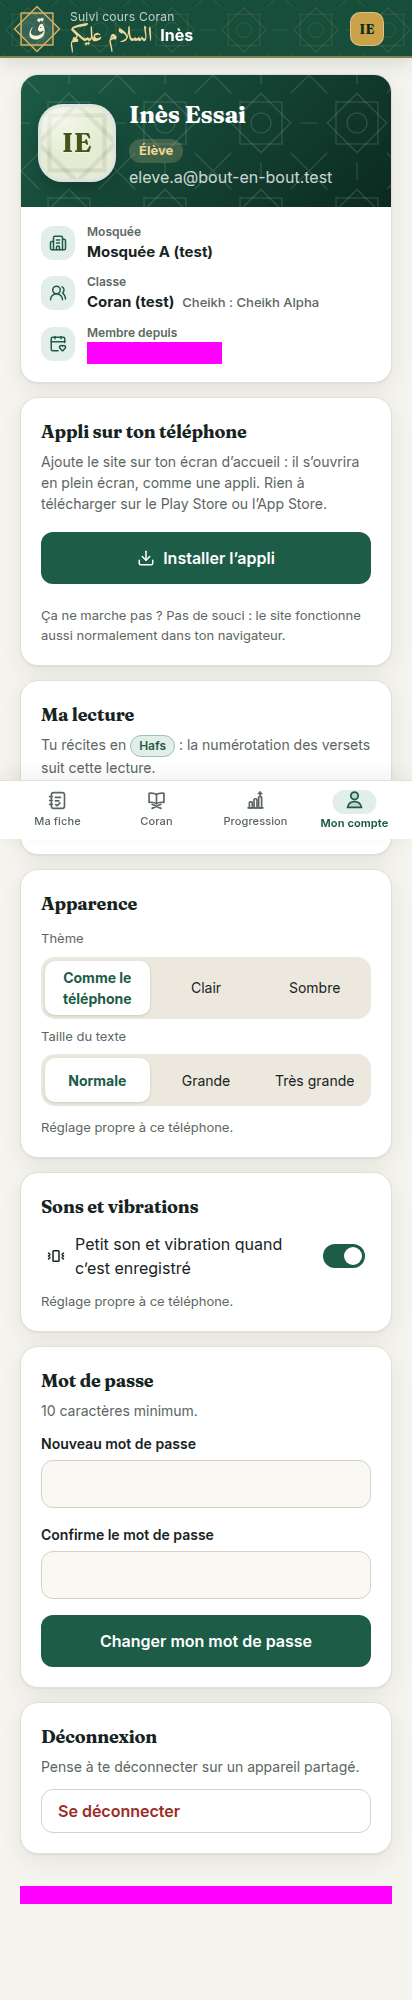 ق
Suivi cours Coran
السلام عليكم Inès
IE
IE
Inès Essai
Élève
eleve.a@bout-en-bout.test
Mosquée
Mosquée A (test)
Classe
Coran (test) Cheikh : Cheikh Alpha
Membre depuis
Appli sur ton téléphone
Ajoute le site sur ton écran d’accueil : il s’ouvrira
en plein écran, comme une appli. Rien à
télécharger sur le Play Store ou l’App Store.
Installer l’appli
Ça ne marche pas ? Pas de souci : le site fonctionne
aussi normalement dans ton navigateur.
Ma lecture
Tu récites en Hafs : la numérotation des versets
suit cette lecture.
Ma fiche
Coran
Progression
Mon compte
Apparence
Thème
Comme le
téléphone
Clair
Sombre
Taille du texte
Normale
Grande
Très grande
Réglage propre à ce téléphone.
Sons et vibrations
Petit son et vibration quand
c’est enregistré
Réglage propre à ce téléphone.
Mot de passe
10 caractères minimum.
Nouveau mot de passe
Confirme le mot de passe
Changer mon mot de passe
Déconnexion
Pense à te déconnecter sur un appareil partagé.
Se déconnecter